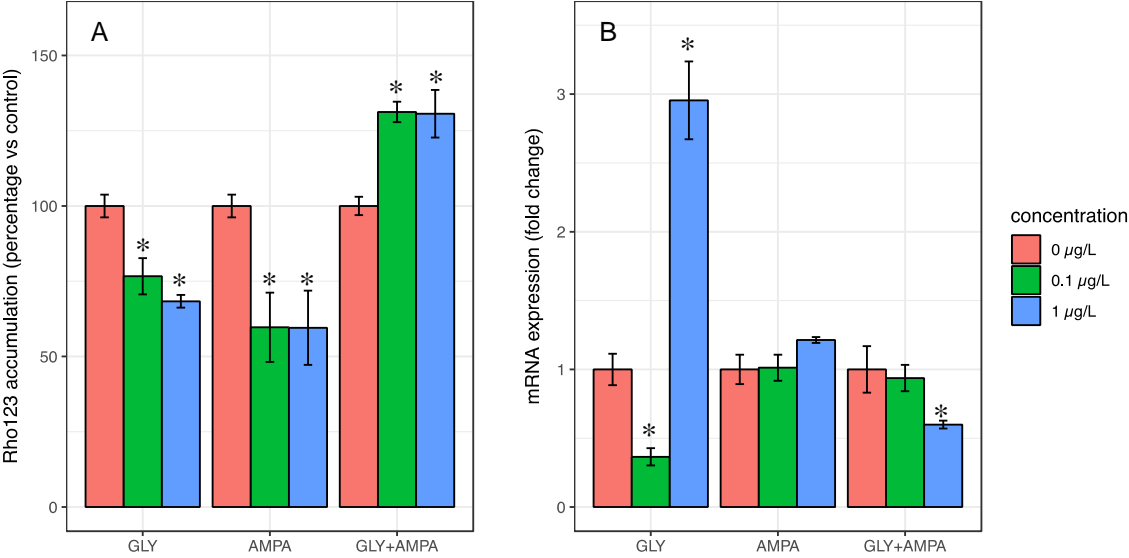 A
Rho123 accumulation (percentage vs control)
150
100
50
0
* * * * * *
GLY AMPA GLY+AMPA
B
mRNA expression (fold change)
3
2
1
0
* * *
GLY AMPA GLY+AMPA
concentration
0 µg/L
0.1 µg/L
1 µg/L